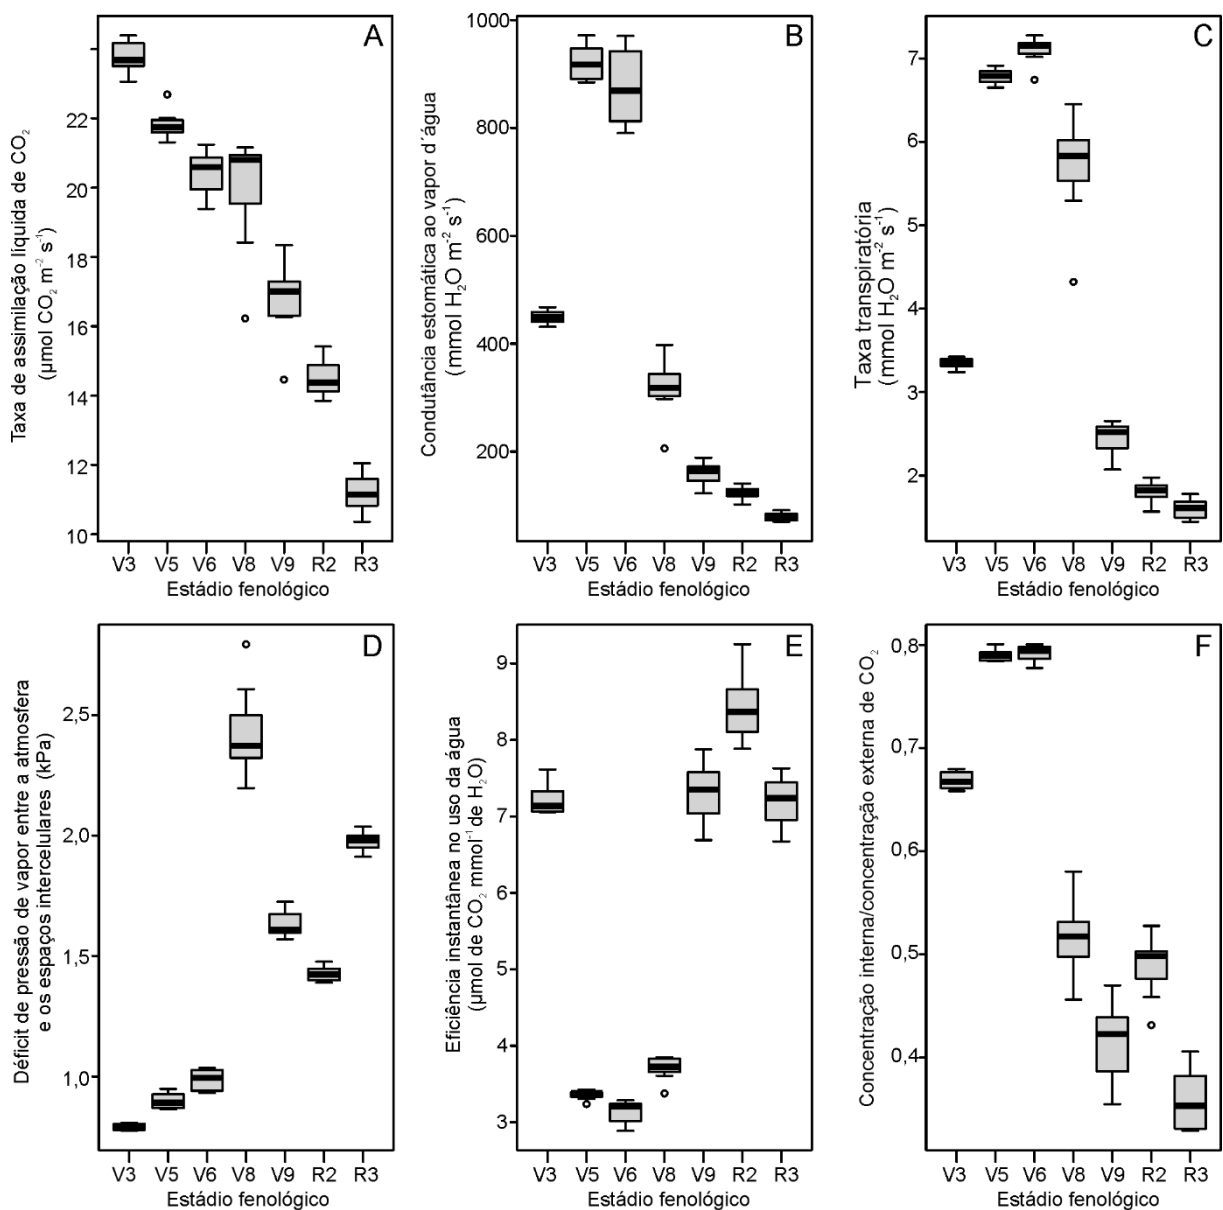 A
Taxa de assimilação líquida de CO₂
(µmol CO₂ m⁻² s⁻¹)
22
20
18
16
14
12
10
V3 V5 V6 V8 V9 R2 R3
Estádio fenológico
B
Condutância estomática ao vapor d´água
(mmol H₂O m⁻² s⁻¹)
1000
800
600
400
200
V3 V5 V6 V8 V9 R2 R3
Estádio fenológico
C
Taxa transpiratória
(mmol H₂O m⁻² s⁻¹)
7
6
5
4
3
2
V3 V5 V6 V8 V9 R2 R3
Estádio fenológico
D
Déficit de pressão de vapor entre a atmosfera
e os espaços intercelulares (kPa)
2,5
2,0
1,5
1,0
V3 V5 V6 V8 V9 R2 R3
Estádio fenológico
E
Eficiência instantânea no uso da água
(µmol de CO₂ mmol⁻¹ de H₂O)
9
8
7
6
5
4
3
V3 V5 V6 V8 V9 R2 R3
Estádio fenológico
F
Concentração interna/concentração externa de CO₂
0,8
0,7
0,6
0,5
0,4
V3 V5 V6 V8 V9 R2 R3
Estádio fenológico